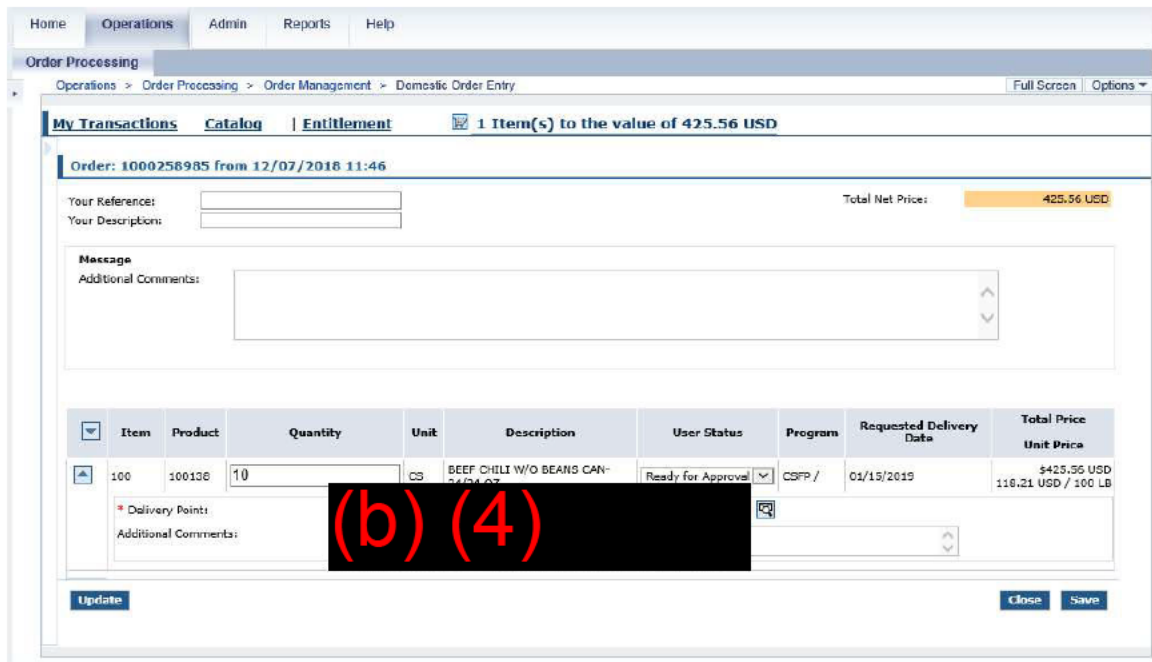 Home Operations Admin Reports Help
Order Processing
Operations > Order Processing > Order Management > Domestic Order Entry Full Screen Options
My Transactions Catalog | Entitlement 1 Item(s) to the value of 425.56 USD
Order: 1000258985 from 12/07/2018 11:46
Your Reference: Total Net Price: 425.56 USD
Your Description:
Message
Additional Comments:
Item Product Quantity Unit Description User Status Program Requested Delivery Date Total Price
Unit Price
100 100138 10 CS BEEF CHILI W/O BEANS CAN- Ready for Approval CSFP / 01/15/2019 $425.56 USD
118.21 USD / 100 LB
* Delivery Point:
(b) (4)
Additional Comments:
Update Close Save